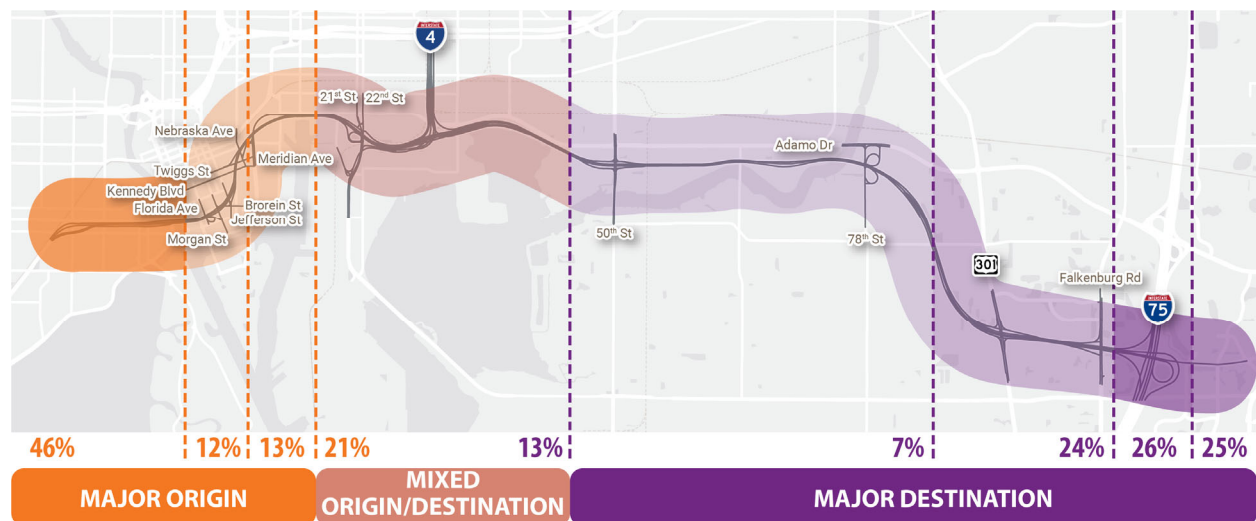 INTERSTATE
4
21st St
22nd St
Nebraska Ave
Meridian Ave
Adamo Dr
Twiggs St
Kennedy Blvd
Florida Ave
Brorein St
Jefferson St
Morgan St
50th St
78th St
301
Falkenburg Rd
INTERSTATE
75
46%
12%
13%
21%
13%
7%
24%
26%
25%
MAJOR ORIGIN
MIXED
ORIGIN/DESTINATION
MAJOR DESTINATION